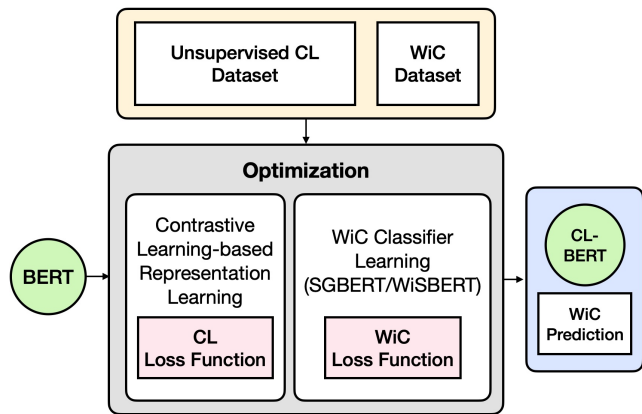 Unsupervised CL
Dataset
WiC
Dataset
Optimization
Contrastive
Learning-based
Representation
Learning
CL
Loss Function
WiC Classifier
Learning
(SGBERT/WiSBERT)
WiC
Loss Function
BERT
CL-
BERT
WiC
Prediction